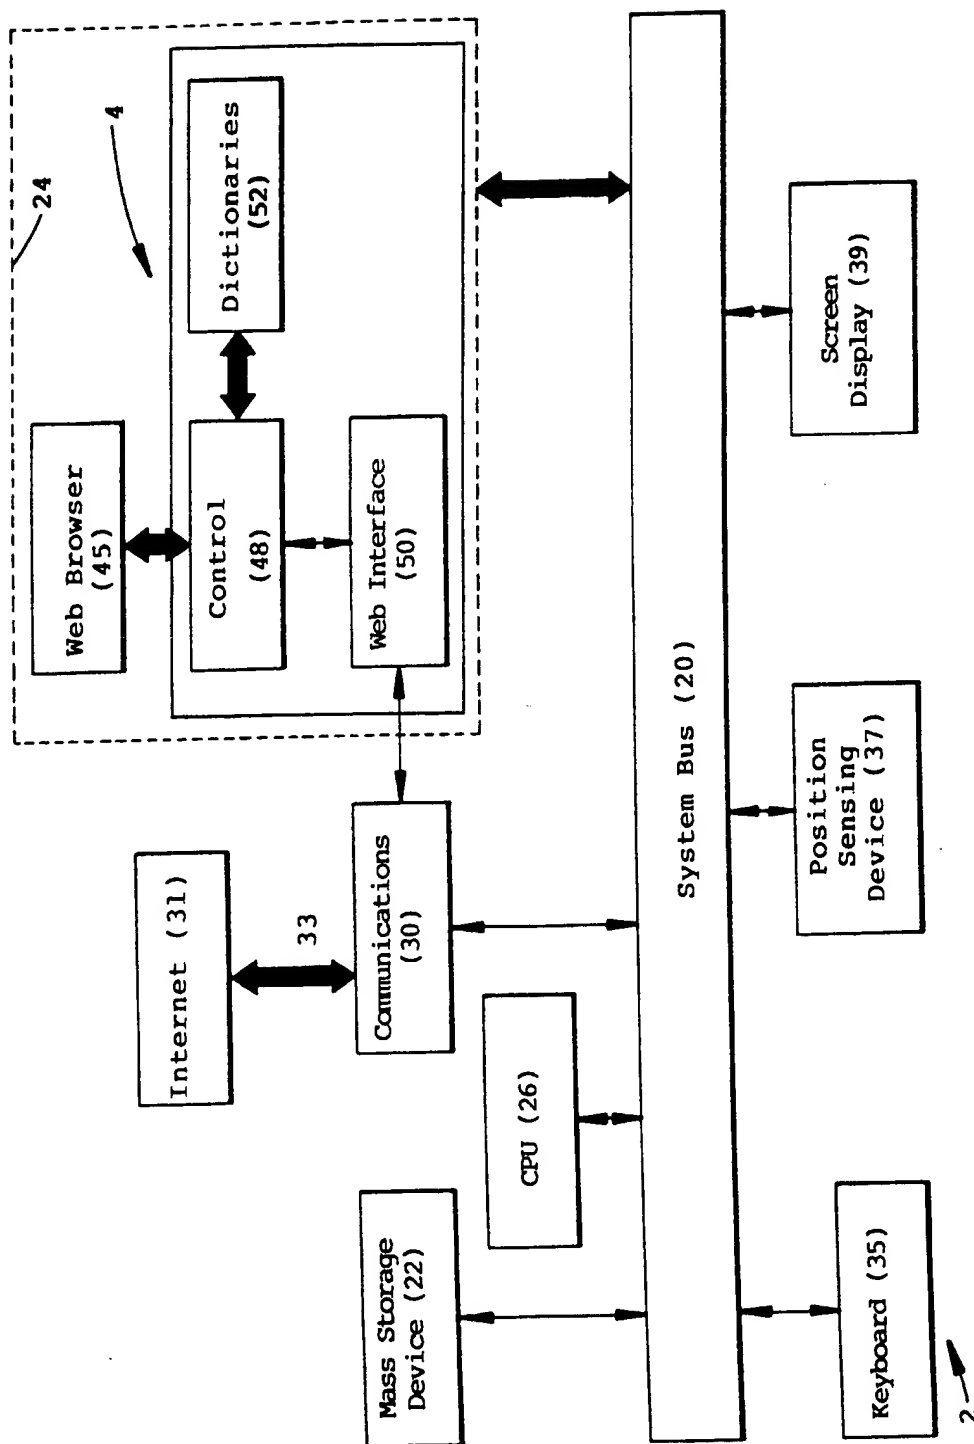 24
4
Web Browser
(45)
Control
(48)
Dictionaries
(52)
Web Interface
(50)
Internet (31)
33
Communications
(30)
Mass Storage
Device (22)
CPU (26)
System Bus (20)
Keyboard (35)
Position
Sensing
Device (37)
Screen
Display (39)
2